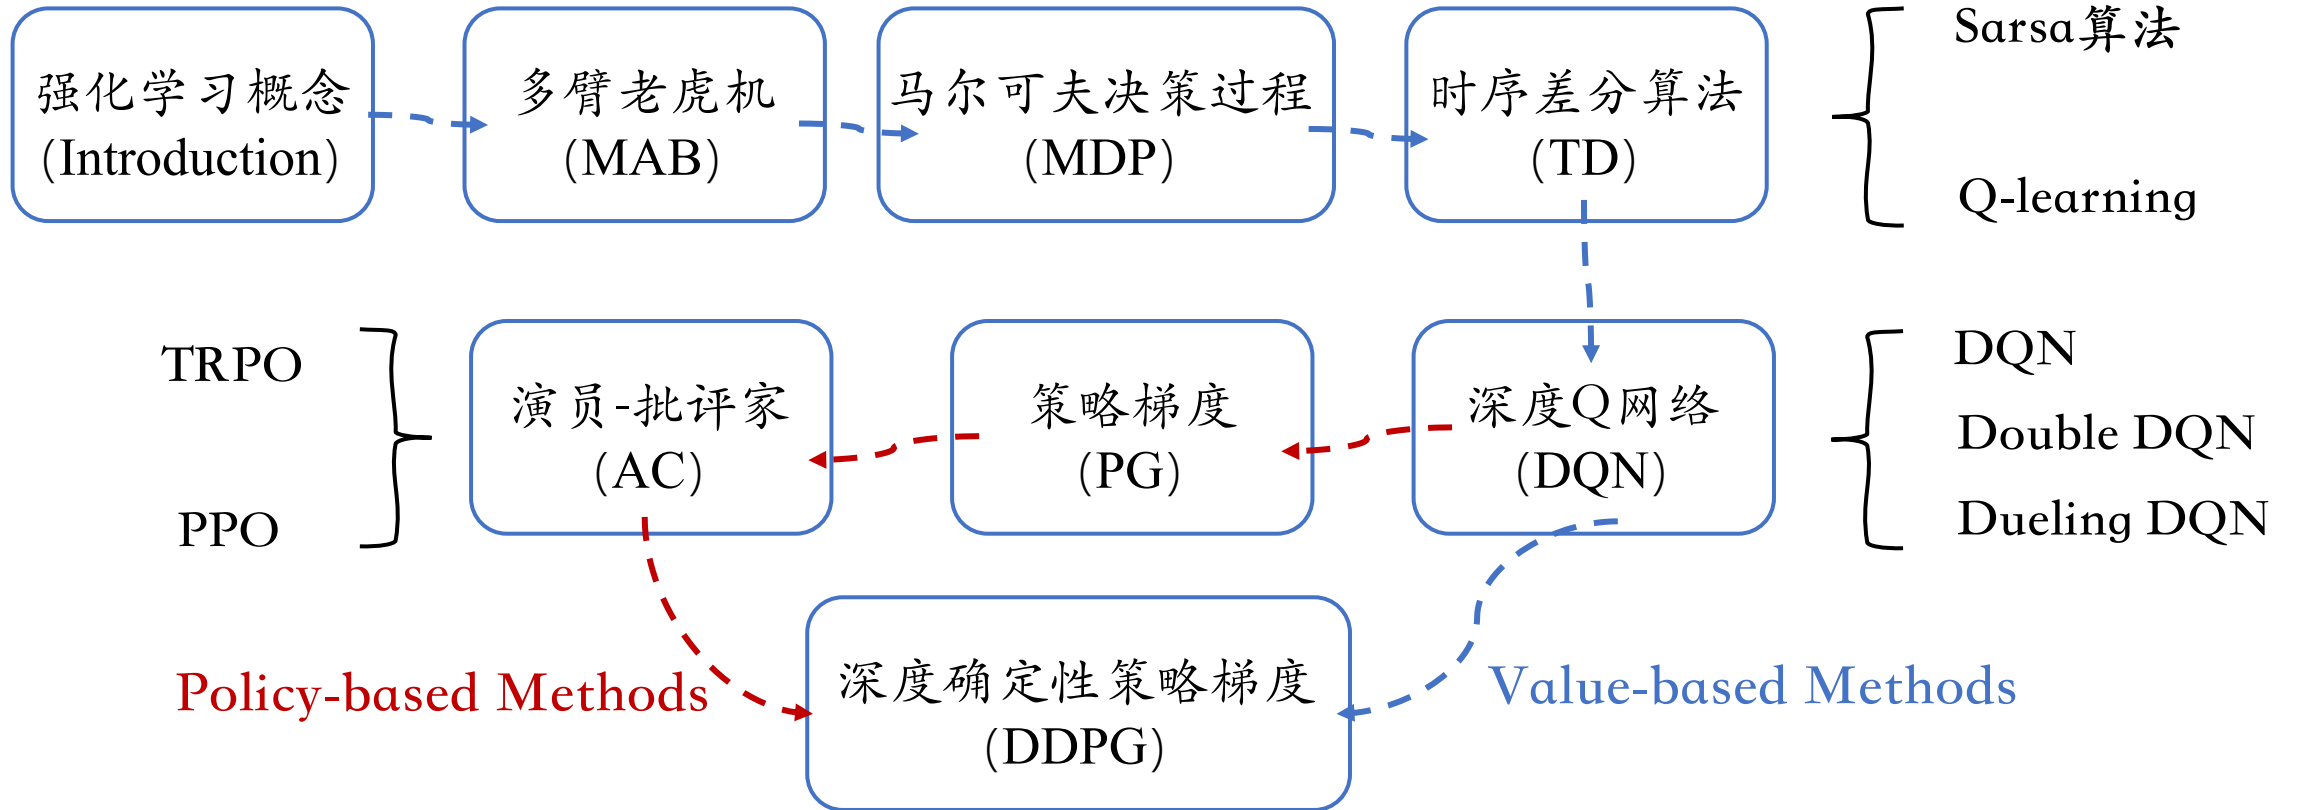 强化学习概念
(Introduction)
多臂老虎机
(MAB)
马尔可夫决策过程
(MDP)
时序差分算法
(TD)
Sarsa算法
Q-learning
TRPO
PPO
演员-批评家
(AC)
策略梯度
(PG)
深度Q网络
(DQN)
DQN
Double DQN
Dueling DQN
Policy-based Methods
深度确定性策略梯度
(DDPG)
Value-based Methods